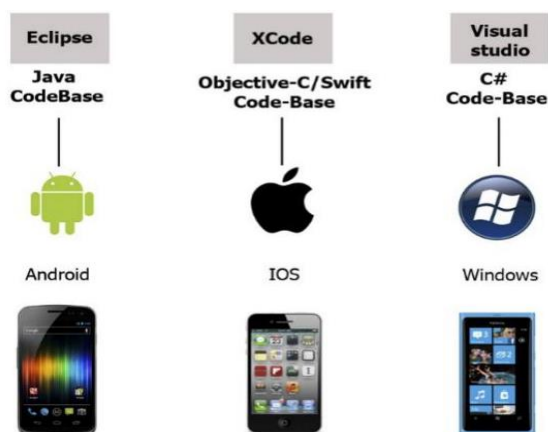 Eclipse
XCode
Visual
studio
Java
CodeBase
Objective-C/Swift
Code-Base
C#
Code-Base
Android
IOS
Windows